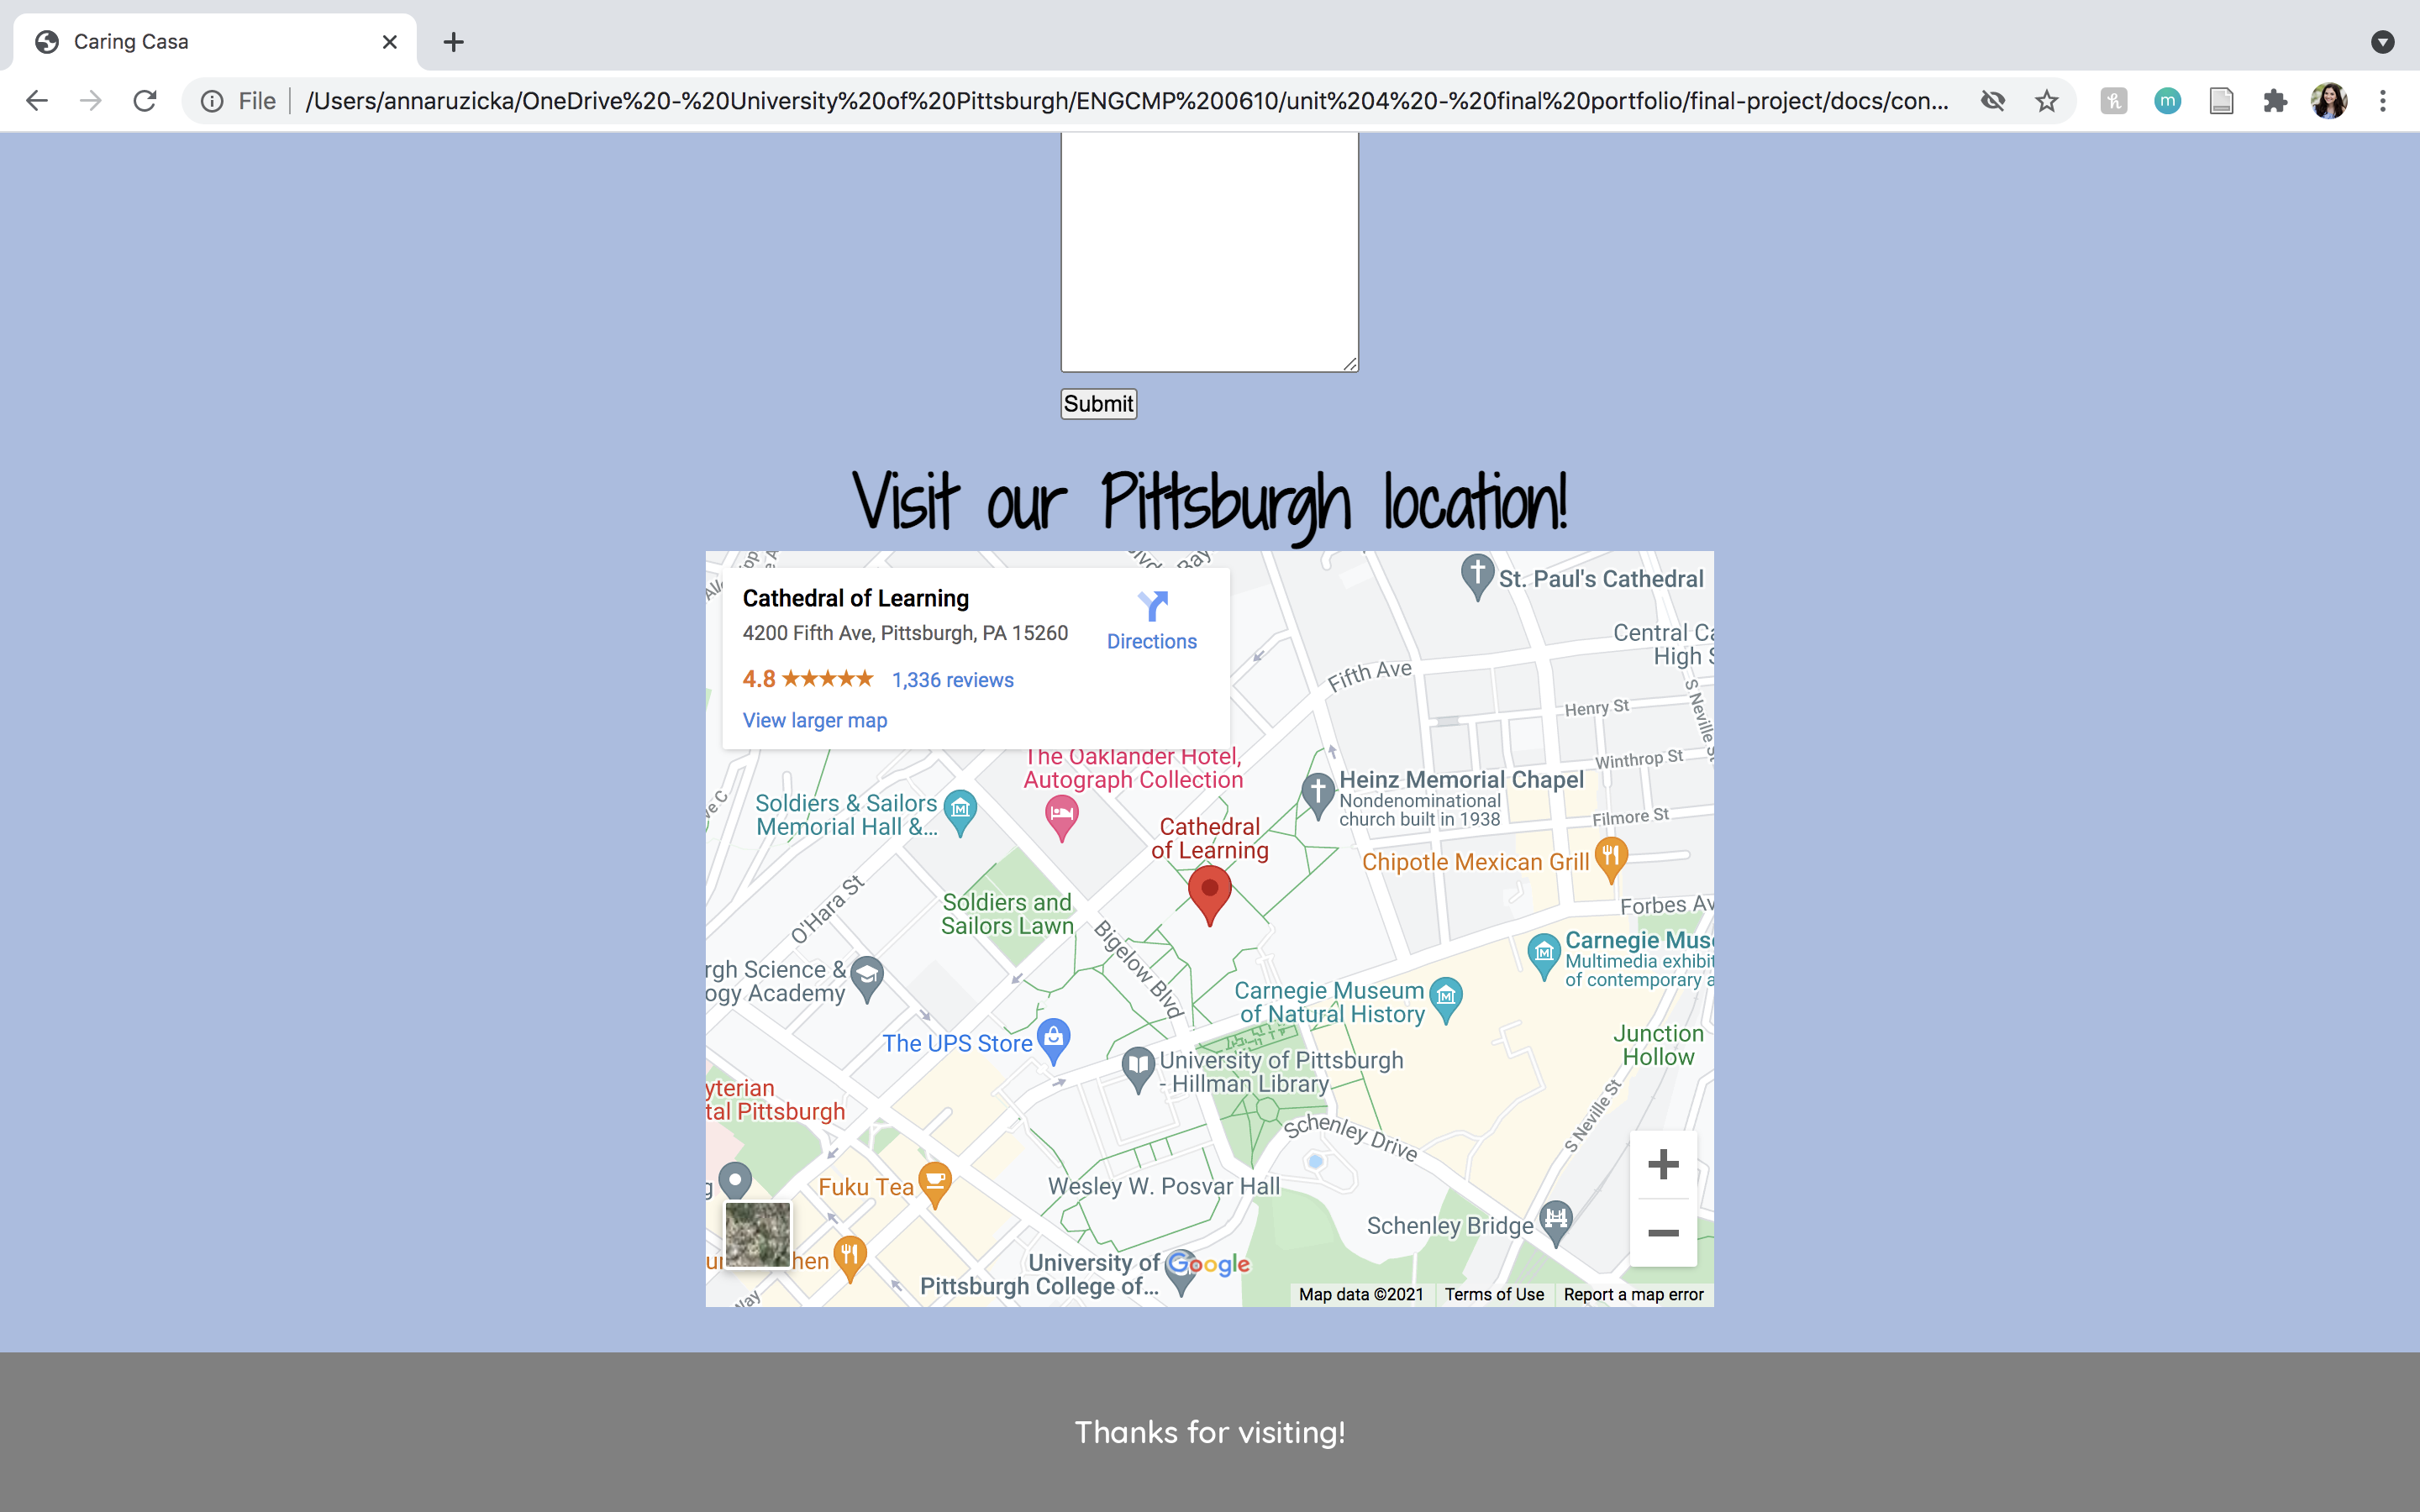 Caring Casa
File
/Users/annaruzicka/OneDrive%20-%20University%20of%20Pittsburgh/ENGCMP%200610/unit%204%20-%20final%20portfolio/final-project/docs/con...
m
Submit
Visit our Pittsburgh location!
Cathedral of Learning
4200 Fifth Ave, Pittsburgh, PA 15260
Directions
4.8 ★★★★★ 1,336 reviews
View larger map
St. Paul's Cathedral
Central Ca
High S
Fifth Ave
Henry St
S Neville St
Winthrop St
The Oaklander Hotel,
Autograph Collection
Heinz Memorial Chapel
Nondenominational
church built in 1938
Soldiers & Sailors
Memorial Hall &...
Filmore St
Cathedral
of Learning
Chipotle Mexican Grill
O'Hara St
Soldiers and
Sailors Lawn
Forbes Av
Bigelow Blvd
Carnegie Mus
Multimedia exhibit
of contemporary a
rgh Science &
ogy Academy
Carnegie Museum
of Natural History
The UPS Store
Junction
Hollow
University of Pittsburgh
- Hillman Library
yterian
tal Pittsburgh
Schenley Drive
S Neville St
Fuku Tea
Wesley W. Posvar Hall
Schenley Bridge
hen
University of
Pittsburgh College of...
Google
Way
Map data ©2021
Terms of Use
Report a map error
Thanks for visiting!